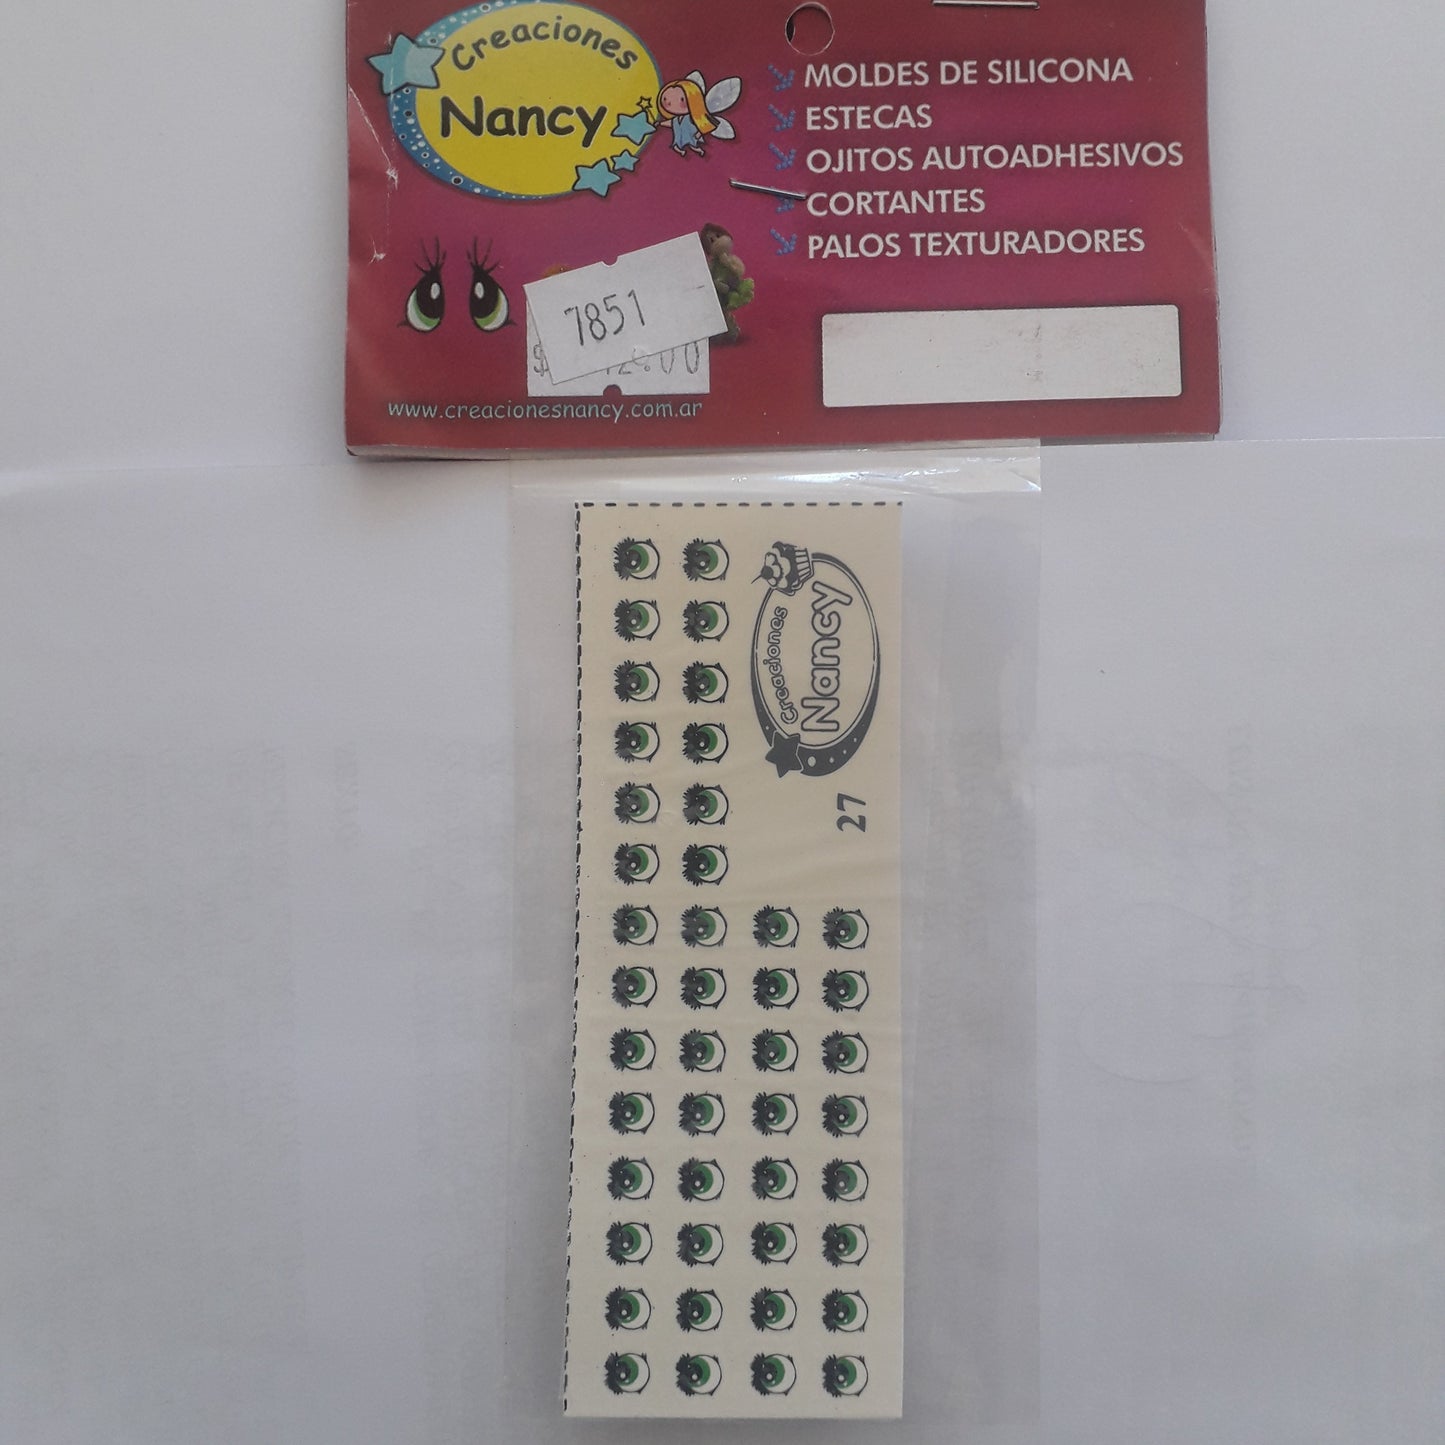 Creaciones
Nancy
MOLDES DE SILICONA
ESTECAS
OJITOS AUTOADHESIVOS
CORTANTES
PALOS TEXTURADORES
7851
www.creacionesnancy.com.ar
Creaciones
Nancy
27